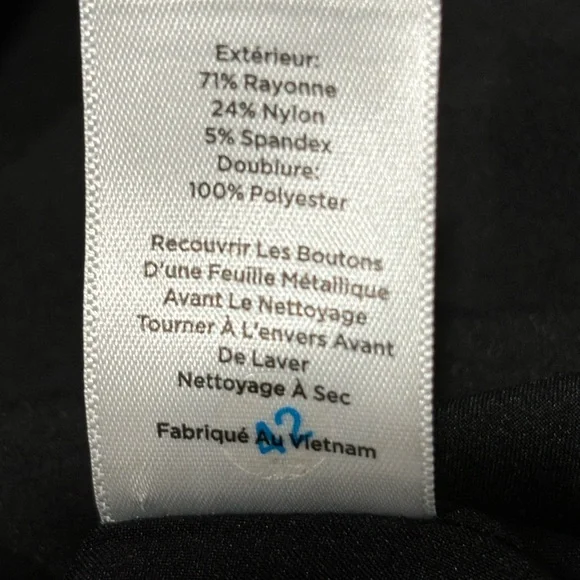 Extérieur:
71% Rayonne
24% Nylon
5% Spandex
Doublure:
100% Polyester
Recouvrir Les Boutons
D'une Feuille Métallique
Avant Le Nettoyage
Tourner À L'envers Avant
De Laver
Nettoyage À Sec
Fabriqué Au Vietnam